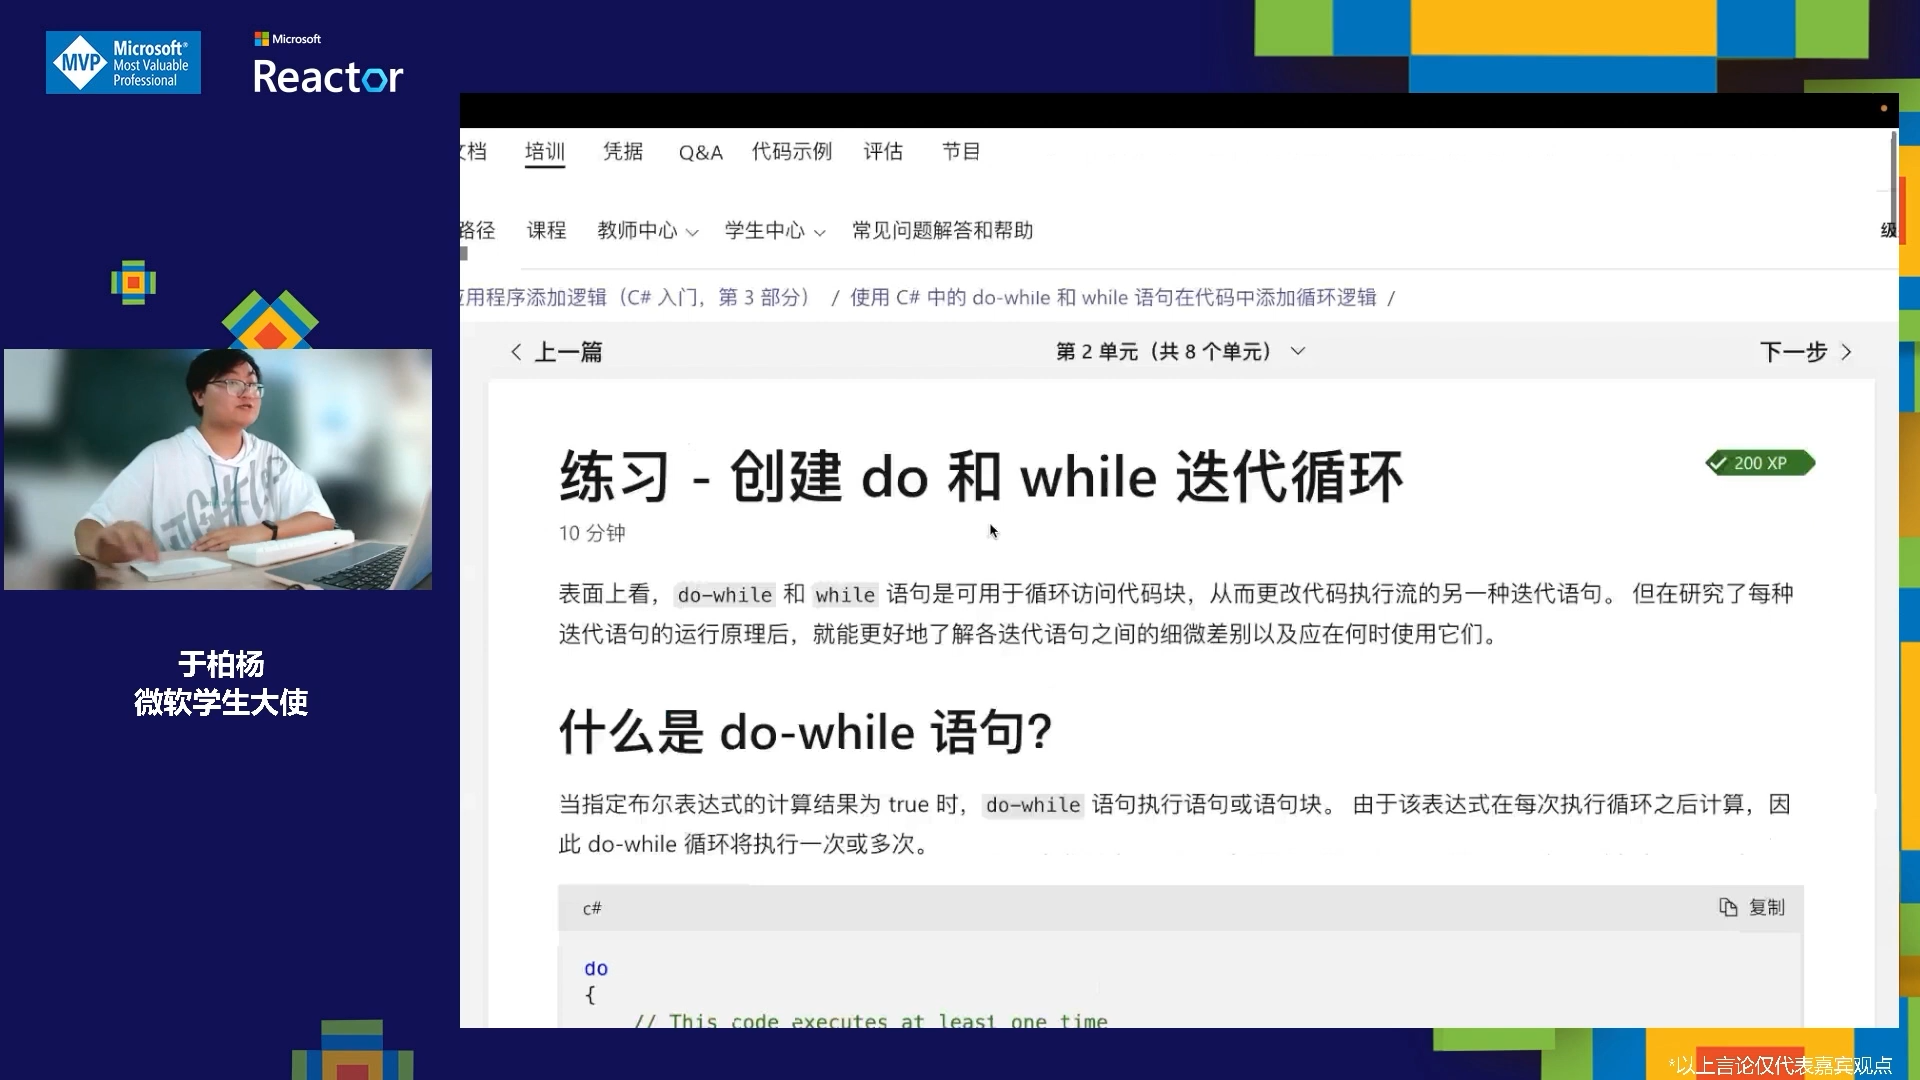 MVP
Microsoft®
Most Valuable
Professional
Microsoft
Reactor
文档 培训 凭据 Q&A 代码示例 评估 节目
路径 课程 教师中心 学生中心 常见问题解答和帮助
级
应用程序添加逻辑（C# 入门，第 3 部分） / 使用 C# 中的 do-while 和 while 语句在代码中添加循环逻辑 /
上一篇 第 2 单元（共 8 个单元） 下一步
练习 - 创建 do 和 while 迭代循环
200 XP
10 分钟
表面上看， do-while 和 while 语句是可用于循环访问代码块，从而更改代码执行流的另一种迭代语句。 但在研究了每种
迭代语句的运行原理后，就能更好地了解各迭代语句之间的细微差别以及应在何时使用它们。
什么是 do-while 语句?
当指定布尔表达式的计算结果为 true 时， do-while 语句执行语句或语句块。 由于该表达式在每次执行循环之后计算，因
此 do-while 循环将执行一次或多次。
c# 复制
do
{
// This code executes at least one time
于柏杨
微软学生大使
*以上言论仅代表嘉宾观点